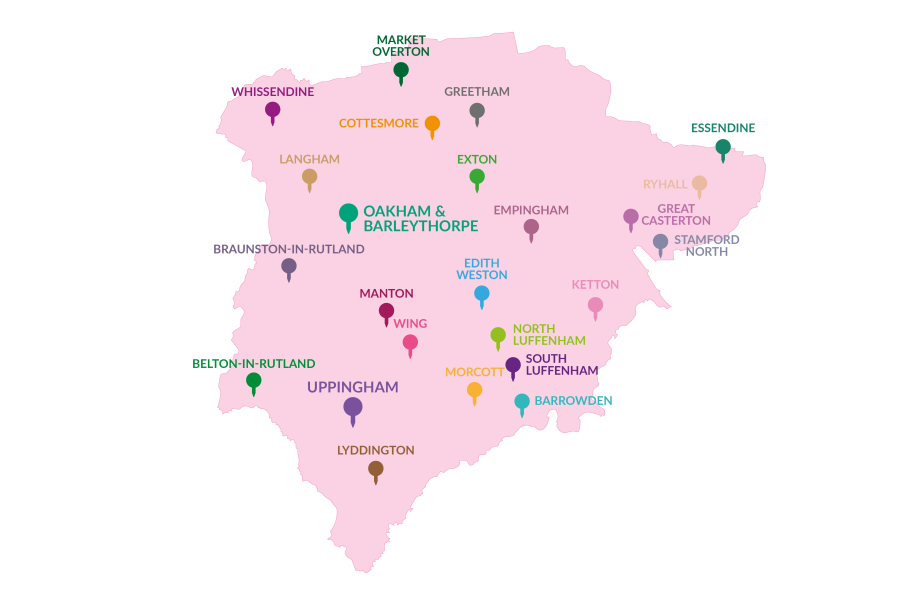 MARKET
OVERTON
WHISSENDINE
GREETHAM
COTTESMORE
ESSENDINE
LANGHAM
EXTON
RYHALL
OAKHAM &
BARLEYTHORPE
EMPINGHAM
GREAT
CASTERTON
STAMFORD
NORTH
BRAUNSTON-IN-RUTLAND
EDITH
WESTON
KETTON
MANTON
WING
NORTH
LUFFENHAM
SOUTH
LUFFENHAM
BELTON-IN-RUTLAND
MORCOTT
UPPINGHAM
BARROWDEN
LYDDINGTON